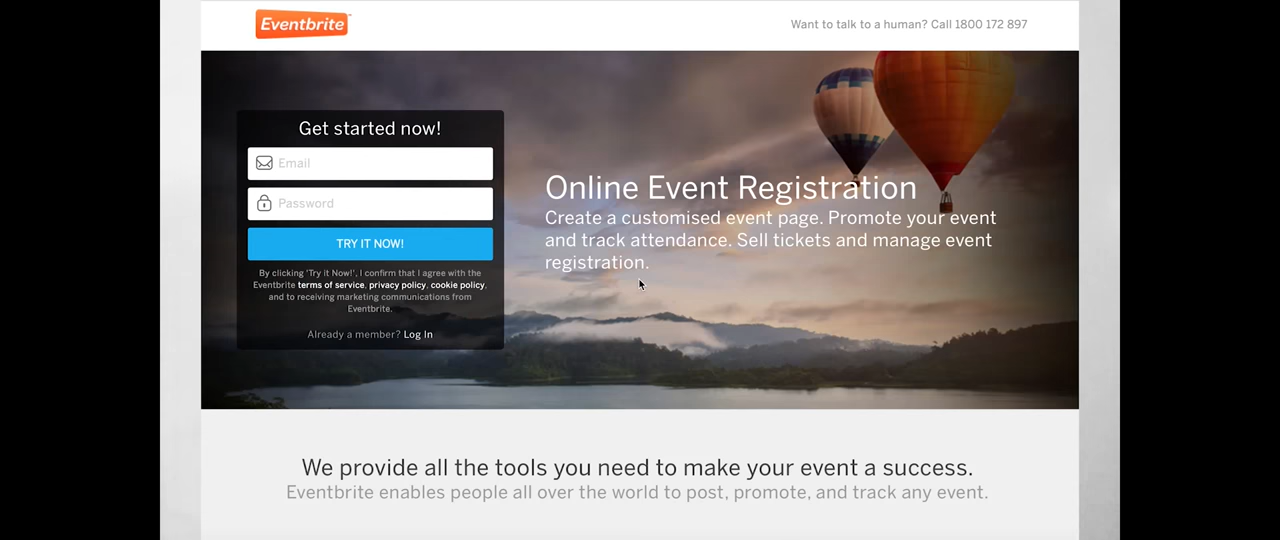 Eventbrite
Want to talk to a human? Call 1800 172 897
Get started now!
Email
Password
TRY IT NOW!
By clicking 'Try it Now!', I confirm that I agree with the
Eventbrite terms of service, privacy policy, cookie policy,
and to receiving marketing communications from
Eventbrite.
Already a member? Log In
Online Event Registration
Create a customised event page. Promote your event
and track attendance. Sell tickets and manage event
registration.
We provide all the tools you need to make your event a success.
Eventbrite enables people all over the world to post, promote, and track any event.